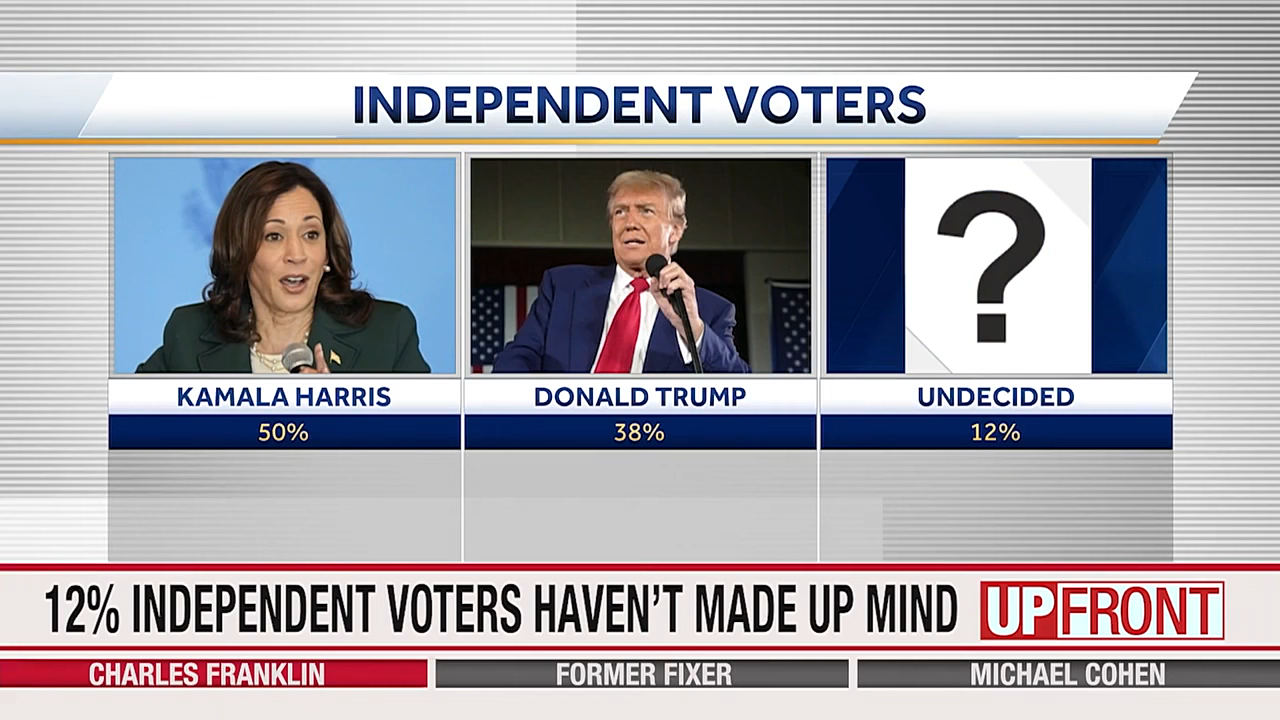 INDEPENDENT VOTERS
?
KAMALA HARRIS
DONALD TRUMP
UNDECIDED
50%
38%
12%
12% INDEPENDENT VOTERS HAVEN'T MADE UP MIND
UPFRONT
CHARLES FRANKLIN
FORMER FIXER
MICHAEL COHEN